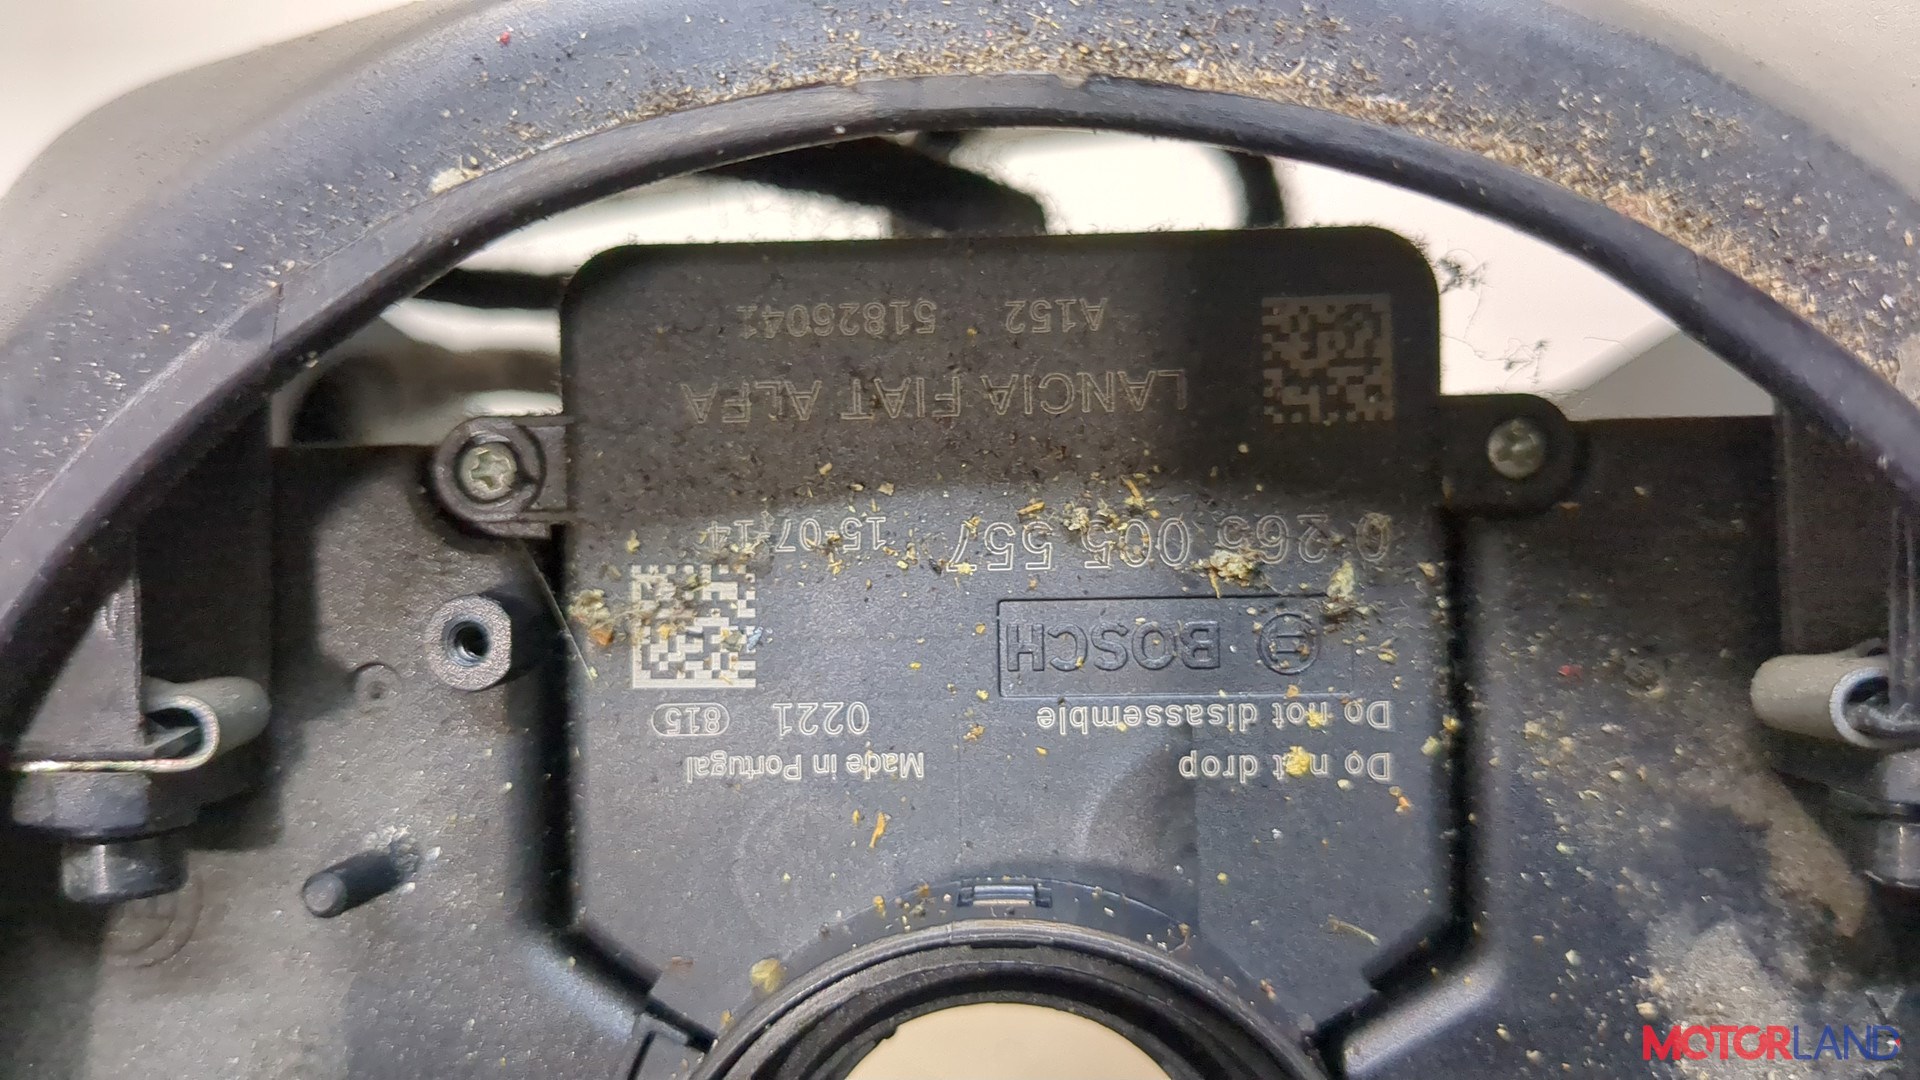 Do not drop Made in Portugal
Do not disassemble 0221 815
BOSCH
0 265 005 557 15-07-14
LANCIA FIAT ALFA
A152 51826041
MOTORLAND